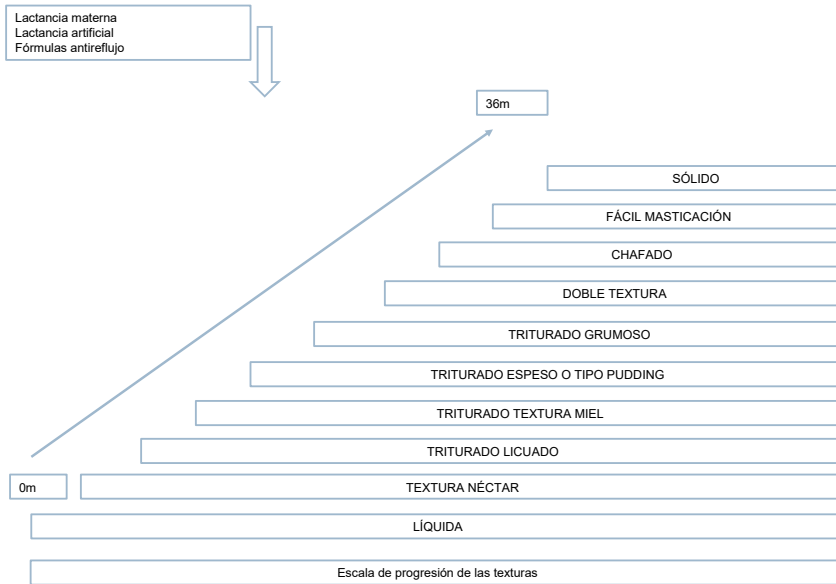 Lactancia materna
Lactancia artificial
Fórmulas antireflujo
36m
SÓLIDO
FÁCIL MASTICACIÓN
CHAFADO
DOBLE TEXTURA
TRITURADO GRUMOSO
TRITURADO ESPESO O TIPO PUDDING
TRITURADO TEXTURA MIEL
TRITURADO LICUADO
0m
TEXTURA NÉCTAR
LÍQUIDA
Escala de progresión de las texturas